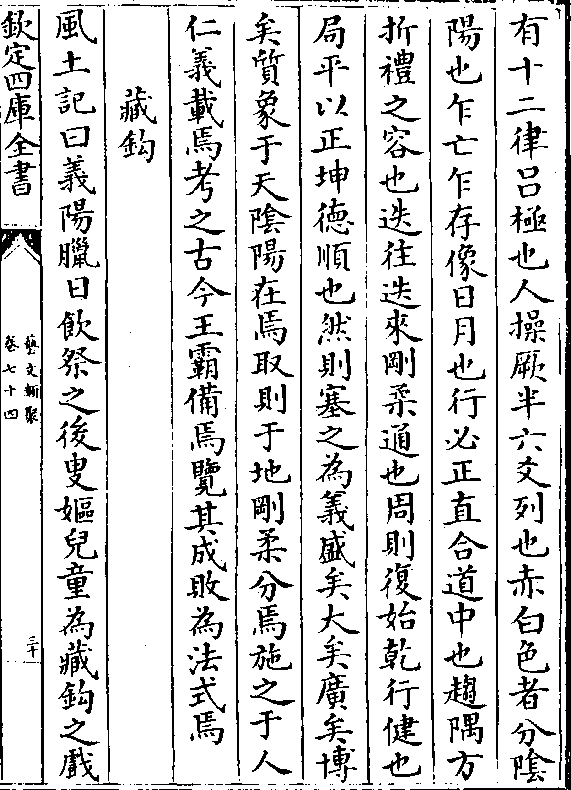 有十二律吕極也人操厥半六爻列也赤白色者分陰
陽也乍亡乍存像日月也行必正直合道中也趨隅方
折禮之容也迭往迭來剛柔通也周則復始乾行健也
局平以正坤德順也然則塞之為義盛矣大矣廣矣博
矣質象于天陰陽在焉取則于地剛柔分焉施之于人
仁義載焉考之古今王霸備焉覽其成敗為法式焉
藏鈎
風土記曰義陽臘日飲祭之後叟嫗兒童為藏鈎之戲
欽定四庫全書
藝文類聚
卷七十四
三十